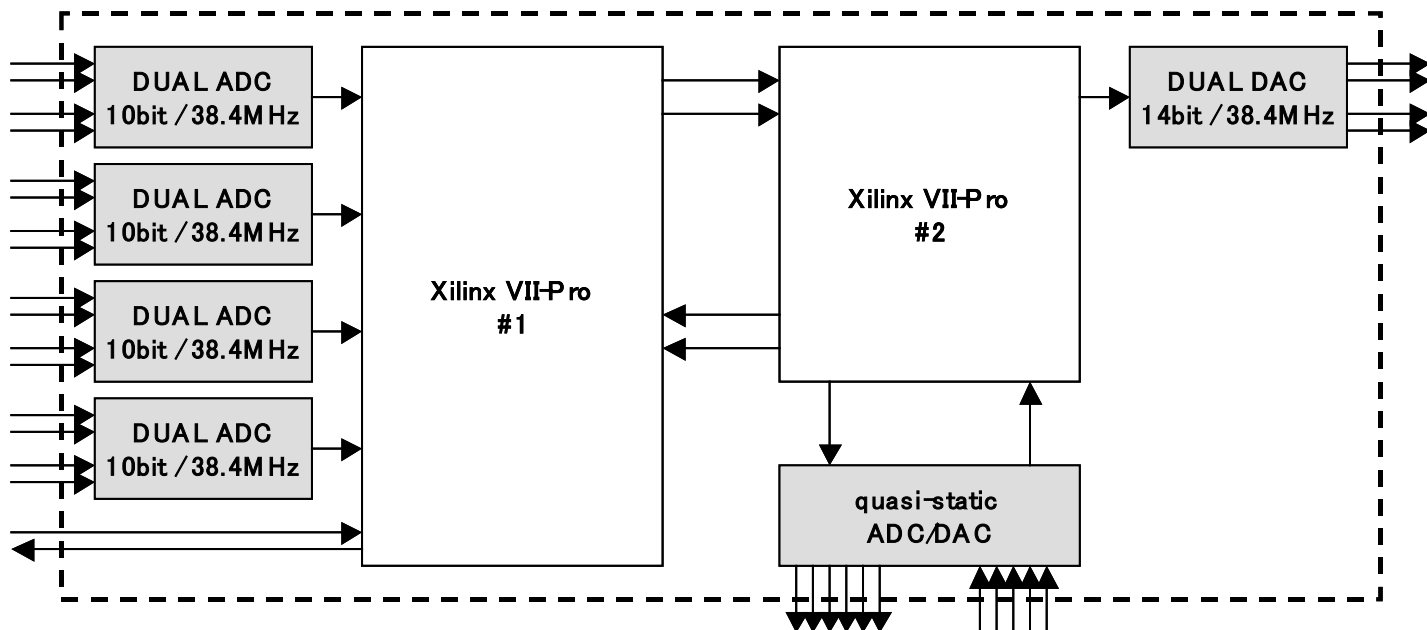 DUAL ADC
10bit / 38.4MHz
DUAL ADC
10bit / 38.4MHz
DUAL ADC
10bit / 38.4MHz
DUAL ADC
10bit / 38.4MHz
Xilinx VII-Pro
#1
Xilinx VII-Pro
#2
DUAL DAC
14bit / 38.4MHz
quasi-static
ADC/DAC